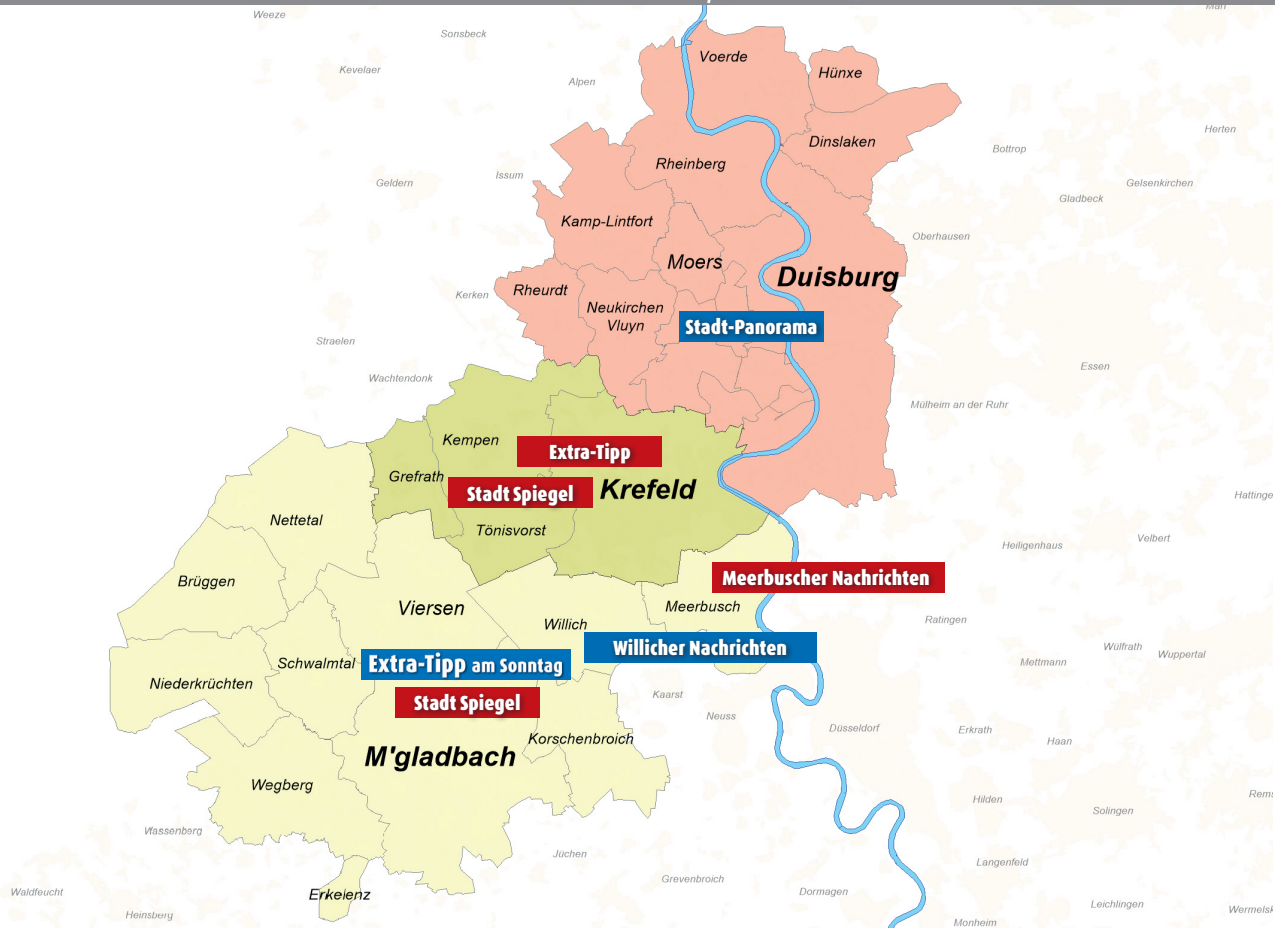 Weeze
Marl
Sonsbeck
Voerde
Kevelaer
Hünxe
Alpen
Herten
Dinslaken
Bottrop
Rheinberg
Issum
Geldern
Gelsenkirchen
Gladbeck
Kamp-Lintfort
Oberhausen
Moers
Duisburg
Rheurdt
Kerken
Neukirchen
Vluyn
Stadt-Panorama
Straelen
Essen
Wachtendonk
Mülheim an der Ruhr
Kempen
Extra-Tipp
Grefrath
Stadt Spiegel
Krefeld
Hattinge
Nettetal
Tönisvorst
Velbert
Heiligenhaus
Brüggen
Meerbuscher Nachrichten
Viersen
Meerbusch
Willich
Ratingen
Willicher Nachrichten
Wülfrath
Wuppertal
Schwalmtal
Extra-Tipp am Sonntag
Mettmann
Niederkrüchten
Kaarst
Stadt Spiegel
Neuss
Düsseldorf
Erkrath
Korschenbroich
Haan
M'gladbach
Wegberg
Hilden
Rems
Solingen
Wassenberg
Jüchen
Langenfeld
Grevenbroich
Waldfeucht
Erkelenz
Dormagen
Leichlingen
Heinsberg
Wermelsk
Monheim